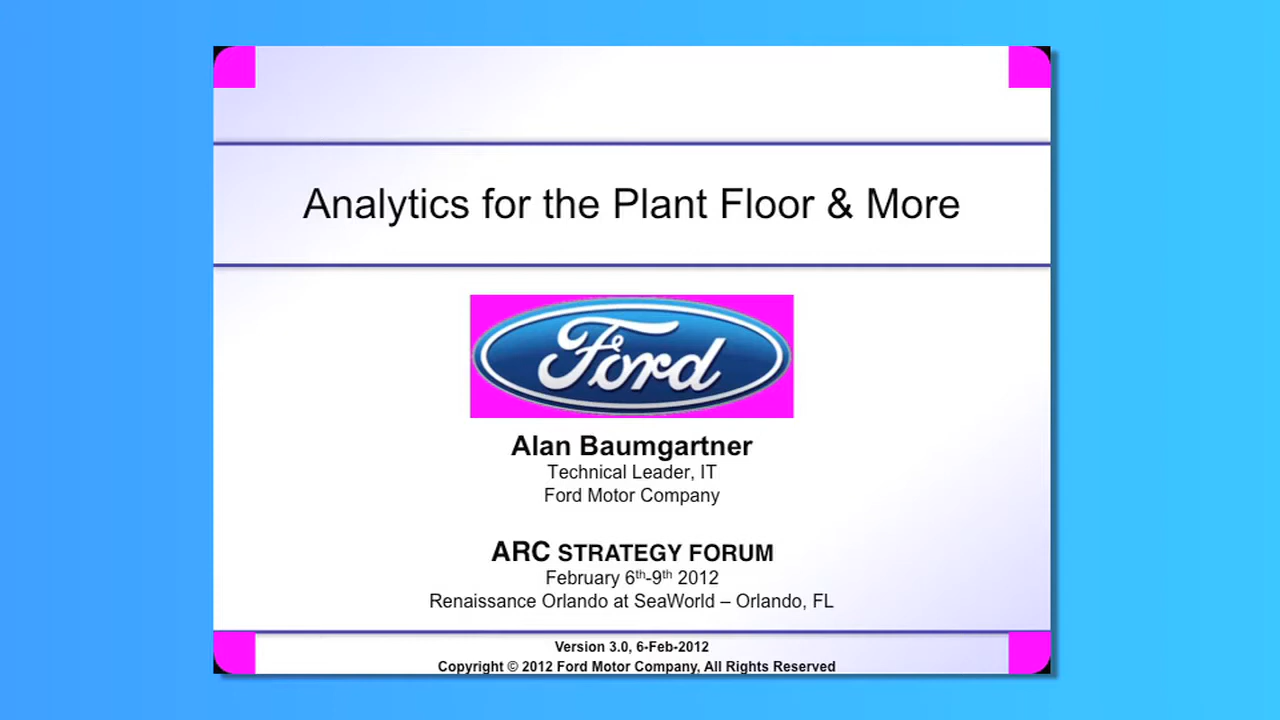 Analytics for the Plant Floor & More
Ford
Alan Baumgartner
Technical Leader, IT
Ford Motor Company
ARC STRATEGY FORUM
February 6th-9th 2012
Renaissance Orlando at SeaWorld – Orlando, FL
Version 3.0, 6-Feb-2012
Copyright © 2012 Ford Motor Company, All Rights Reserved